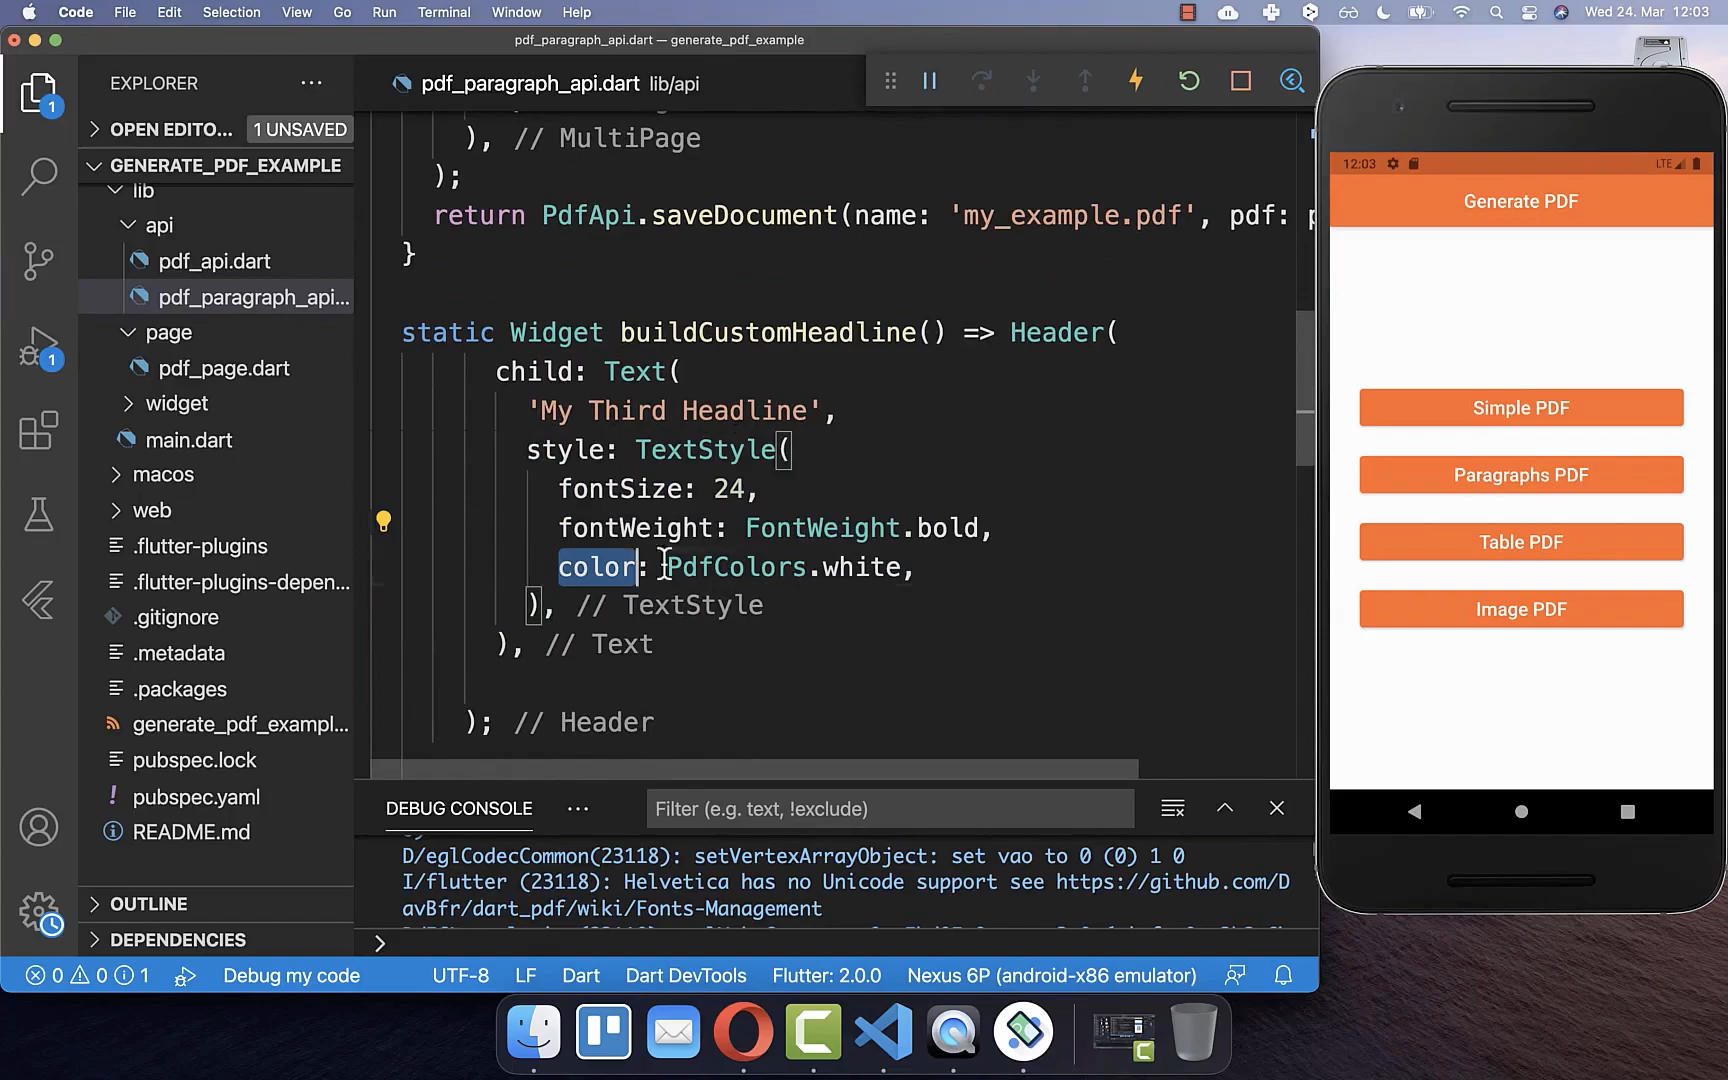 Code File Edit Selection View Go Run Terminal Window Help Wed 24. Mar 12:03
pdf_paragraph_api.dart — generate_pdf_example
EXPLORER
OPEN EDITO... 1 UNSAVED
GENERATE_PDF_EXAMPLE
lib
api
pdf_api.dart
pdf_paragraph_api...
page
pdf_page.dart
widget
main.dart
macos
web
.flutter-plugins
.flutter-plugins-depen...
.gitignore
.metadata
.packages
generate_pdf_exampl...
pubspec.lock
pubspec.yaml
README.md
OUTLINE
DEPENDENCIES
1
1
pdf_paragraph_api.dart lib/api
), // MultiPage
);
return PdfApi.saveDocument(name: 'my_example.pdf', pdf: p
}
static Widget buildCustomHeadline() => Header(
child: Text(
'My Third Headline',
style: TextStyle(
fontSize: 24,
fontWeight: FontWeight.bold,
color: PdfColors.white,
), // TextStyle
), // Text
); // Header
DEBUG CONSOLE
Filter (e.g. text, !exclude)
D/eglCodecCommon(23118): setVertexArrayObject: set vao to 0 (0) 1 0
I/flutter (23118): Helvetica has no Unicode support see https://github.com/D
avBfr/dart_pdf/wiki/Fonts-Management
0 0 1 Debug my code UTF-8 LF Dart Dart DevTools Flutter: 2.0.0 Nexus 6P (android-x86 emulator)
12:03 LTE
Generate PDF
Simple PDF
Paragraphs PDF
Table PDF
Image PDF